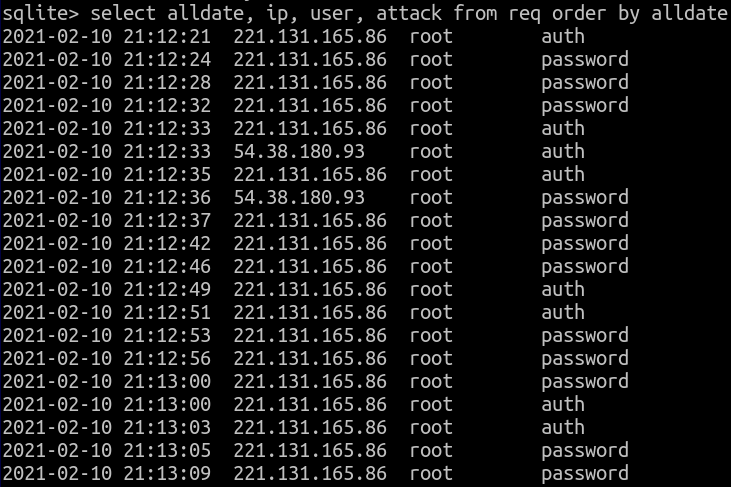 sqlite> select alldate, ip, user, attack from req order by alldate
2021-02-10 21:12:21 221.131.165.86 root auth
2021-02-10 21:12:24 221.131.165.86 root password
2021-02-10 21:12:28 221.131.165.86 root password
2021-02-10 21:12:32 221.131.165.86 root password
2021-02-10 21:12:33 221.131.165.86 root auth
2021-02-10 21:12:33 54.38.180.93 root auth
2021-02-10 21:12:35 221.131.165.86 root auth
2021-02-10 21:12:36 54.38.180.93 root password
2021-02-10 21:12:37 221.131.165.86 root password
2021-02-10 21:12:42 221.131.165.86 root password
2021-02-10 21:12:46 221.131.165.86 root password
2021-02-10 21:12:49 221.131.165.86 root auth
2021-02-10 21:12:51 221.131.165.86 root auth
2021-02-10 21:12:53 221.131.165.86 root password
2021-02-10 21:12:56 221.131.165.86 root password
2021-02-10 21:13:00 221.131.165.86 root password
2021-02-10 21:13:00 221.131.165.86 root auth
2021-02-10 21:13:03 221.131.165.86 root auth
2021-02-10 21:13:05 221.131.165.86 root password
2021-02-10 21:13:09 221.131.165.86 root password